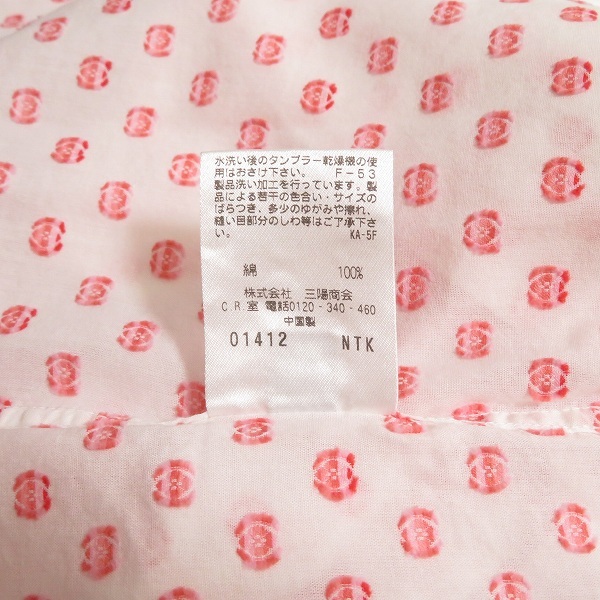 水洗い後のタンブラー乾燥機の使
用はおさけ下さい。 F-53
製品洗い加工を行っています。製
品による若干の色合い・サイズの
ばらつき、多少のゆがみや擦れ、
縫い目部分のしわ等はご了承下さ
い。 KA-5F
綿 100%
株式会社 三陽商会
C.R.室 電話0120-340-460
中国製
01412 NTK